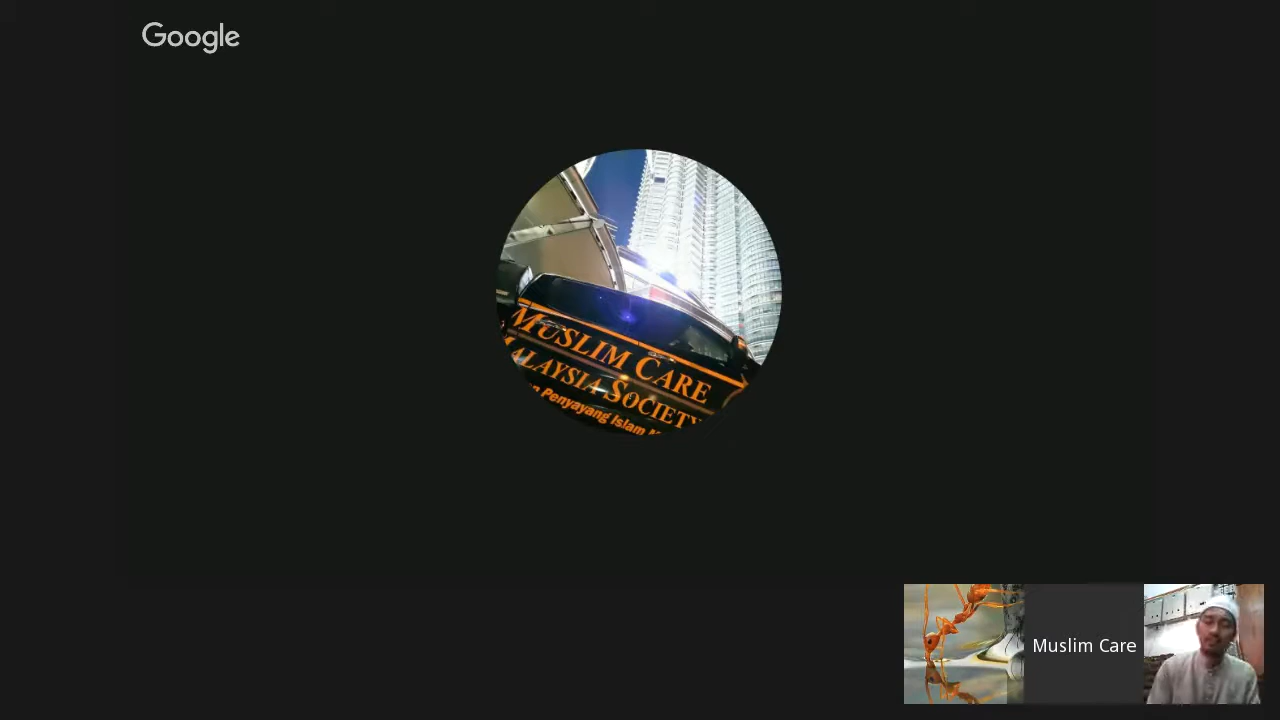 Google
MUSLIM CARE
MALAYSIA SOCIETY
Penyayang Islam
Muslim Care